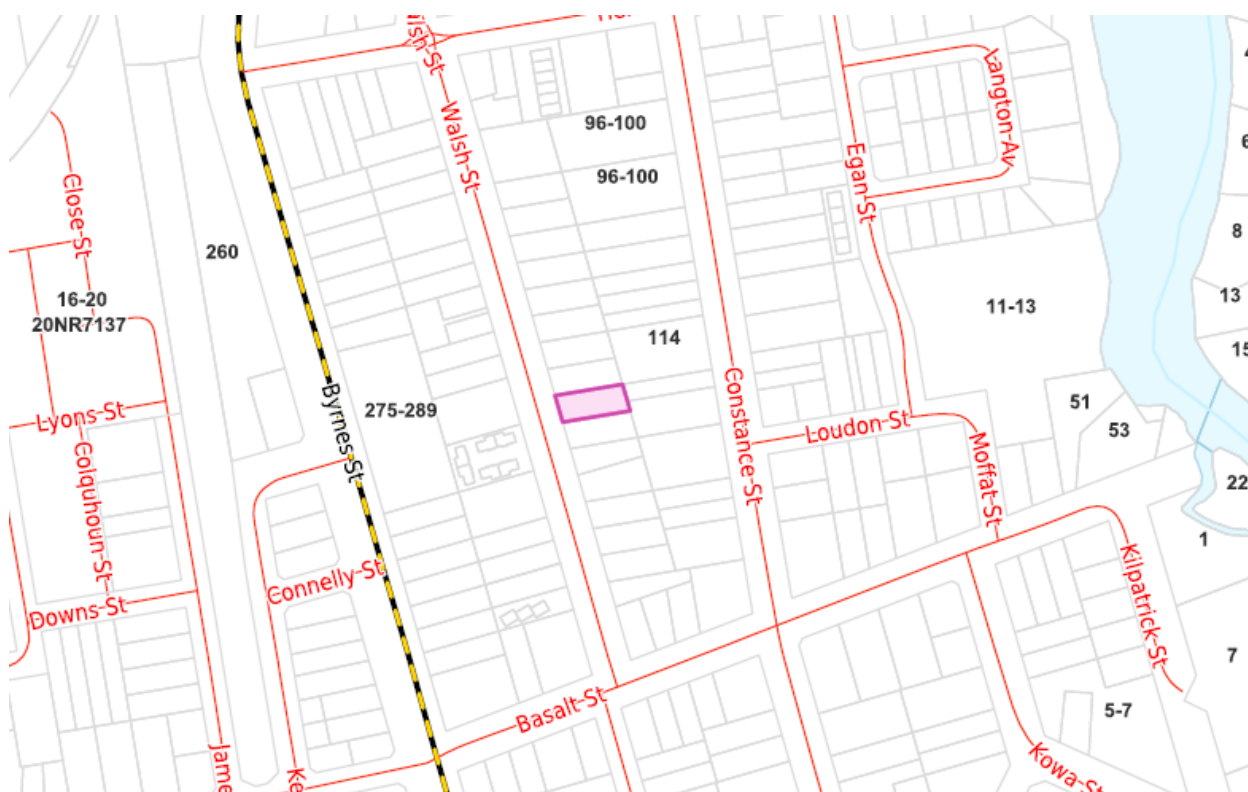 Walsh-St
96-100
Langton-Av
Walsh-St
Egan-St
96-100
Close-St
8
260
13
16-20
11-13
20NR7137
114
Constance-St
Byrnes-St
51
275-289
Lyons-St
Loudon-St
53
Moffat-St
Colquhoun-St
22
1
Connelly-St
Kilpatrick-St
Downs-St
7
Basalt-St
5-7
Kowa-St